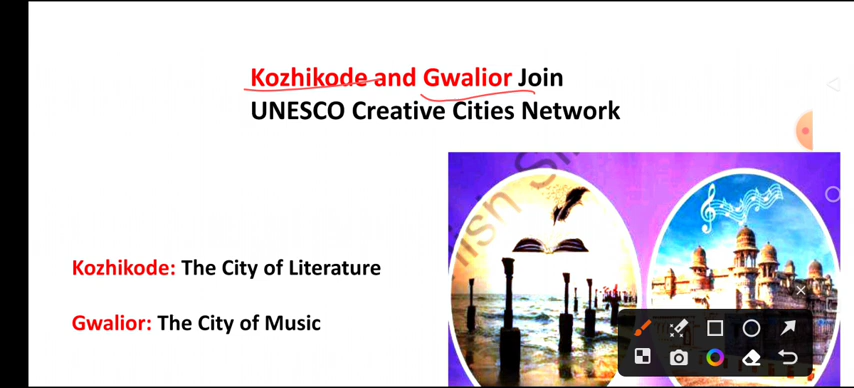 Kozhikode and Gwalior Join
UNESCO Creative Cities Network
Kozhikode: The City of Literature
Gwalior: The City of Music